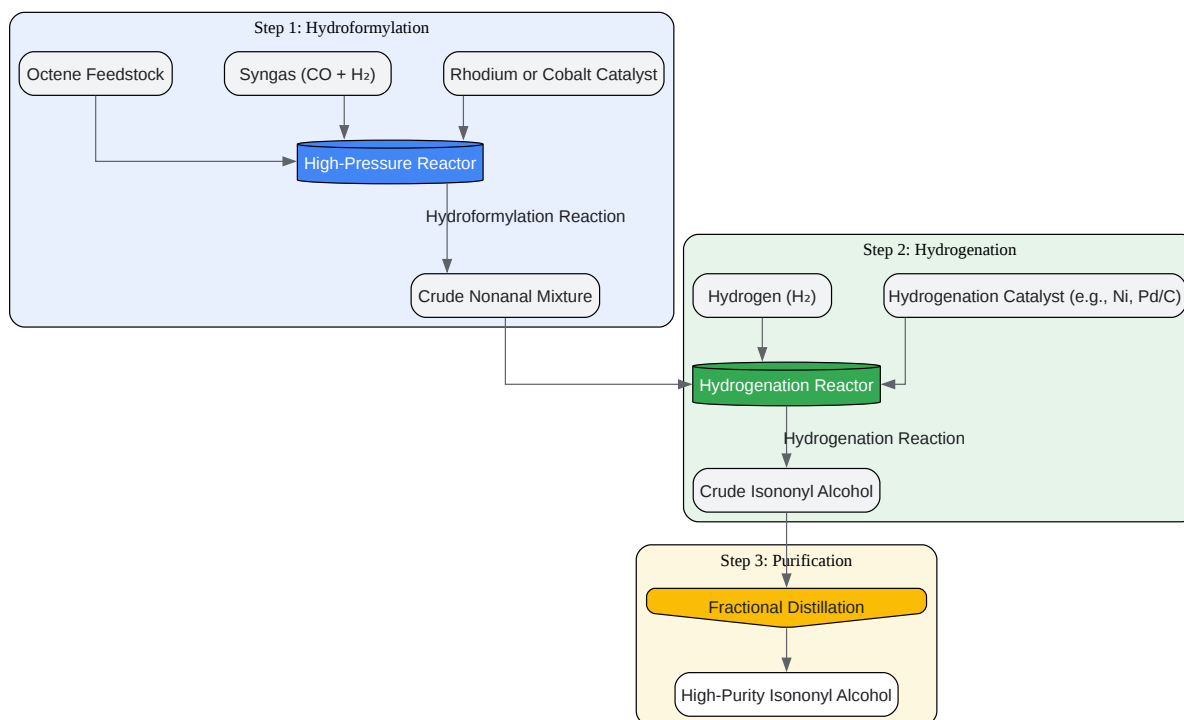 Step 1: Hydroformylation
Octene Feedstock
Syngas (CO + H₂)
Rhodium or Cobalt Catalyst
High-Pressure Reactor
Hydroformylation Reaction
Crude Nonanal Mixture
Step 2: Hydrogenation
Hydrogen (H₂)
Hydrogenation Catalyst (e.g., Ni, Pd/C)
Hydrogenation Reactor
Hydrogenation Reaction
Crude Isononyl Alcohol
Step 3: Purification
Fractional Distillation
High-Purity Isononyl Alcohol